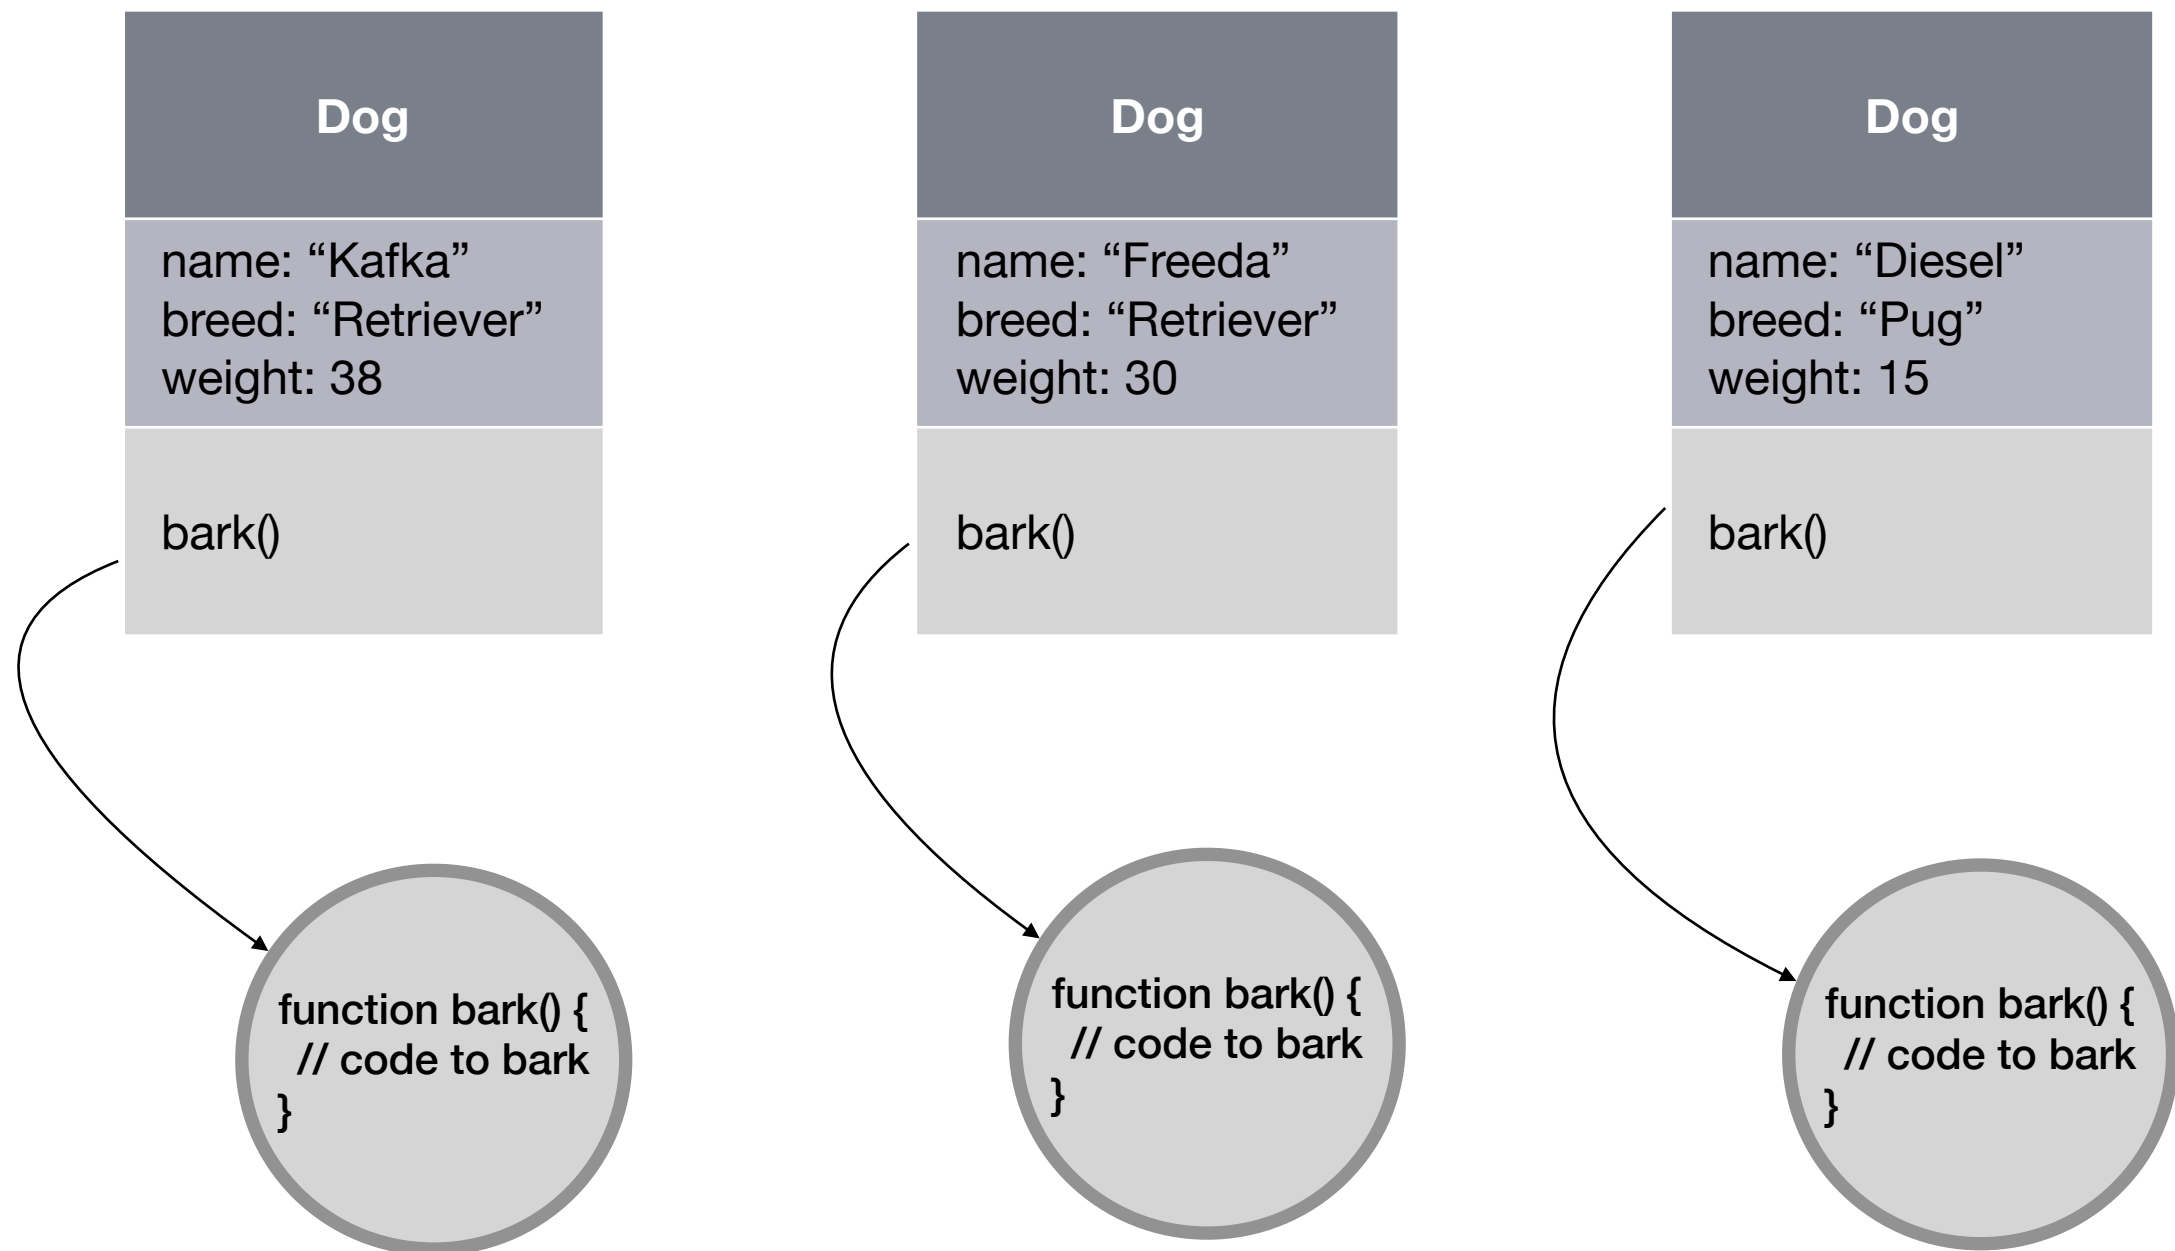 Dog
name: “Kafka”
breed: “Retriever”
weight: 38
bark()
function bark() {
// code to bark
}
Dog
name: “Freeda”
breed: “Retriever”
weight: 30
bark()
function bark() {
// code to bark
}
Dog
name: “Diesel”
breed: “Pug”
weight: 15
bark()
function bark() {
// code to bark
}